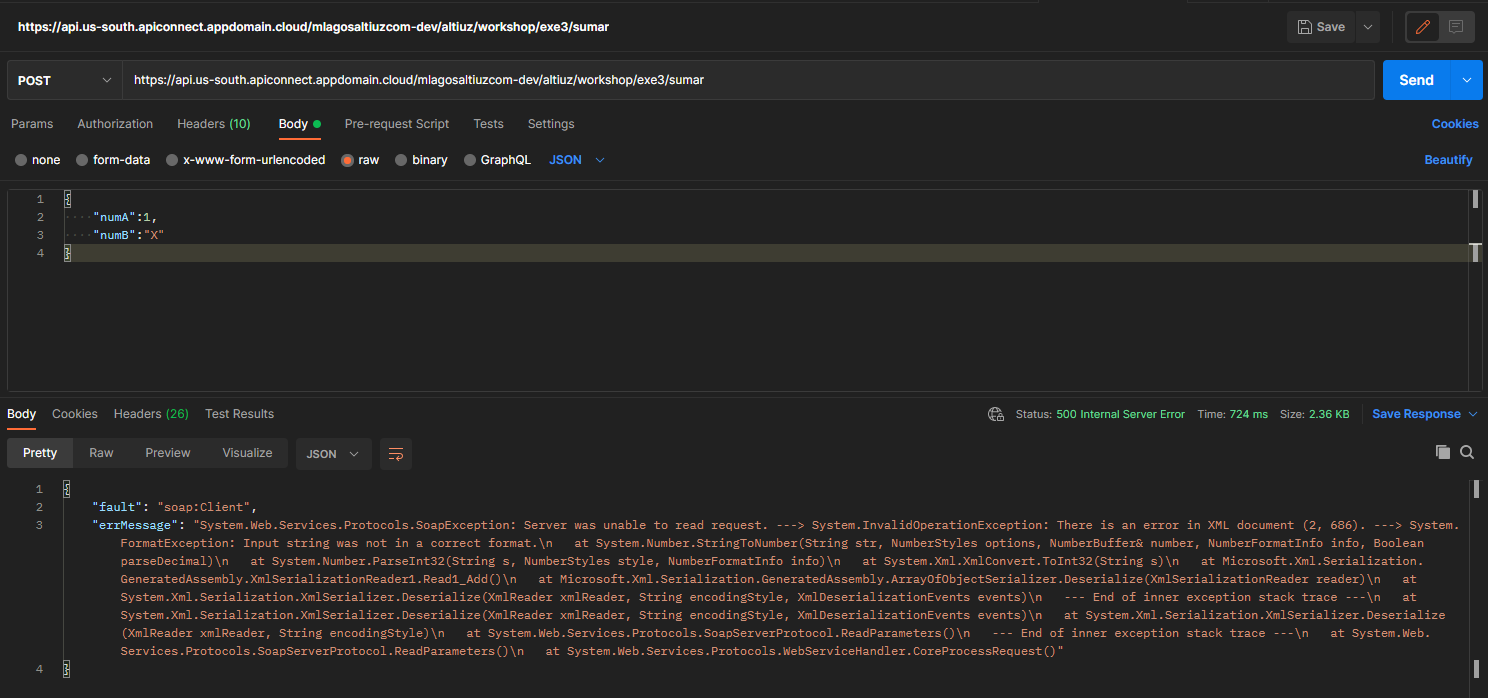 https://api.us-south.apiconnect.appdomain.cloud/mlagosaltiuzcom-dev/altiuz/workshop/exe3/sumar
Save
POST
https://api.us-south.apiconnect.appdomain.cloud/mlagosaltiuzcom-dev/altiuz/workshop/exe3/sumar
Send
Params Authorization Headers (10) Body Pre-request Script Tests Settings Cookies
none form-data x-www-form-urlencoded raw binary GraphQL JSON Beautify
1 {
2 "numA":1,
3 "numB":"X"
4 }
Body Cookies Headers (26) Test Results Status: 500 Internal Server Error Time: 724 ms Size: 2.36 KB Save Response
Pretty Raw Preview Visualize JSON
1 {
2 "fault": "soap:Client",
3 "errMessage": "System.Web.Services.Protocols.SoapException: Server was unable to read request. ---> System.InvalidOperationException: There is an error in XML document (2, 686). ---> System.
FormatException: Input string was not in a correct format.\n   at System.Number.StringToNumber(String str, NumberStyles options, NumberBuffer& number, NumberFormatInfo info, Boolean
parseDecimal)\n   at System.Number.ParseInt32(String s, NumberStyles style, NumberFormatInfo info)\n   at System.Xml.XmlConvert.ToInt32(String s)\n   at Microsoft.Xml.Serialization.
GeneratedAssembly.XmlSerializationReader1.Read1_Add()\n   at Microsoft.Xml.Serialization.GeneratedAssembly.ArrayOfObjectSerializer.Deserialize(XmlSerializationReader reader)\n   at
System.Xml.Serialization.XmlSerializer.Deserialize(XmlReader xmlReader, String encodingStyle, XmlDeserializationEvents events)\n   --- End of inner exception stack trace ---\n   at
System.Xml.Serialization.XmlSerializer.Deserialize(XmlReader xmlReader, String encodingStyle, XmlDeserializationEvents events)\n   at System.Xml.Serialization.XmlSerializer.Deserialize
(XmlReader xmlReader, String encodingStyle)\n   at System.Web.Services.Protocols.SoapServerProtocol.ReadParameters()\n   --- End of inner exception stack trace ---\n   at System.Web.
Services.Protocols.SoapServerProtocol.ReadParameters()\n   at System.Web.Services.Protocols.WebServiceHandler.CoreProcessRequest()"
4 }